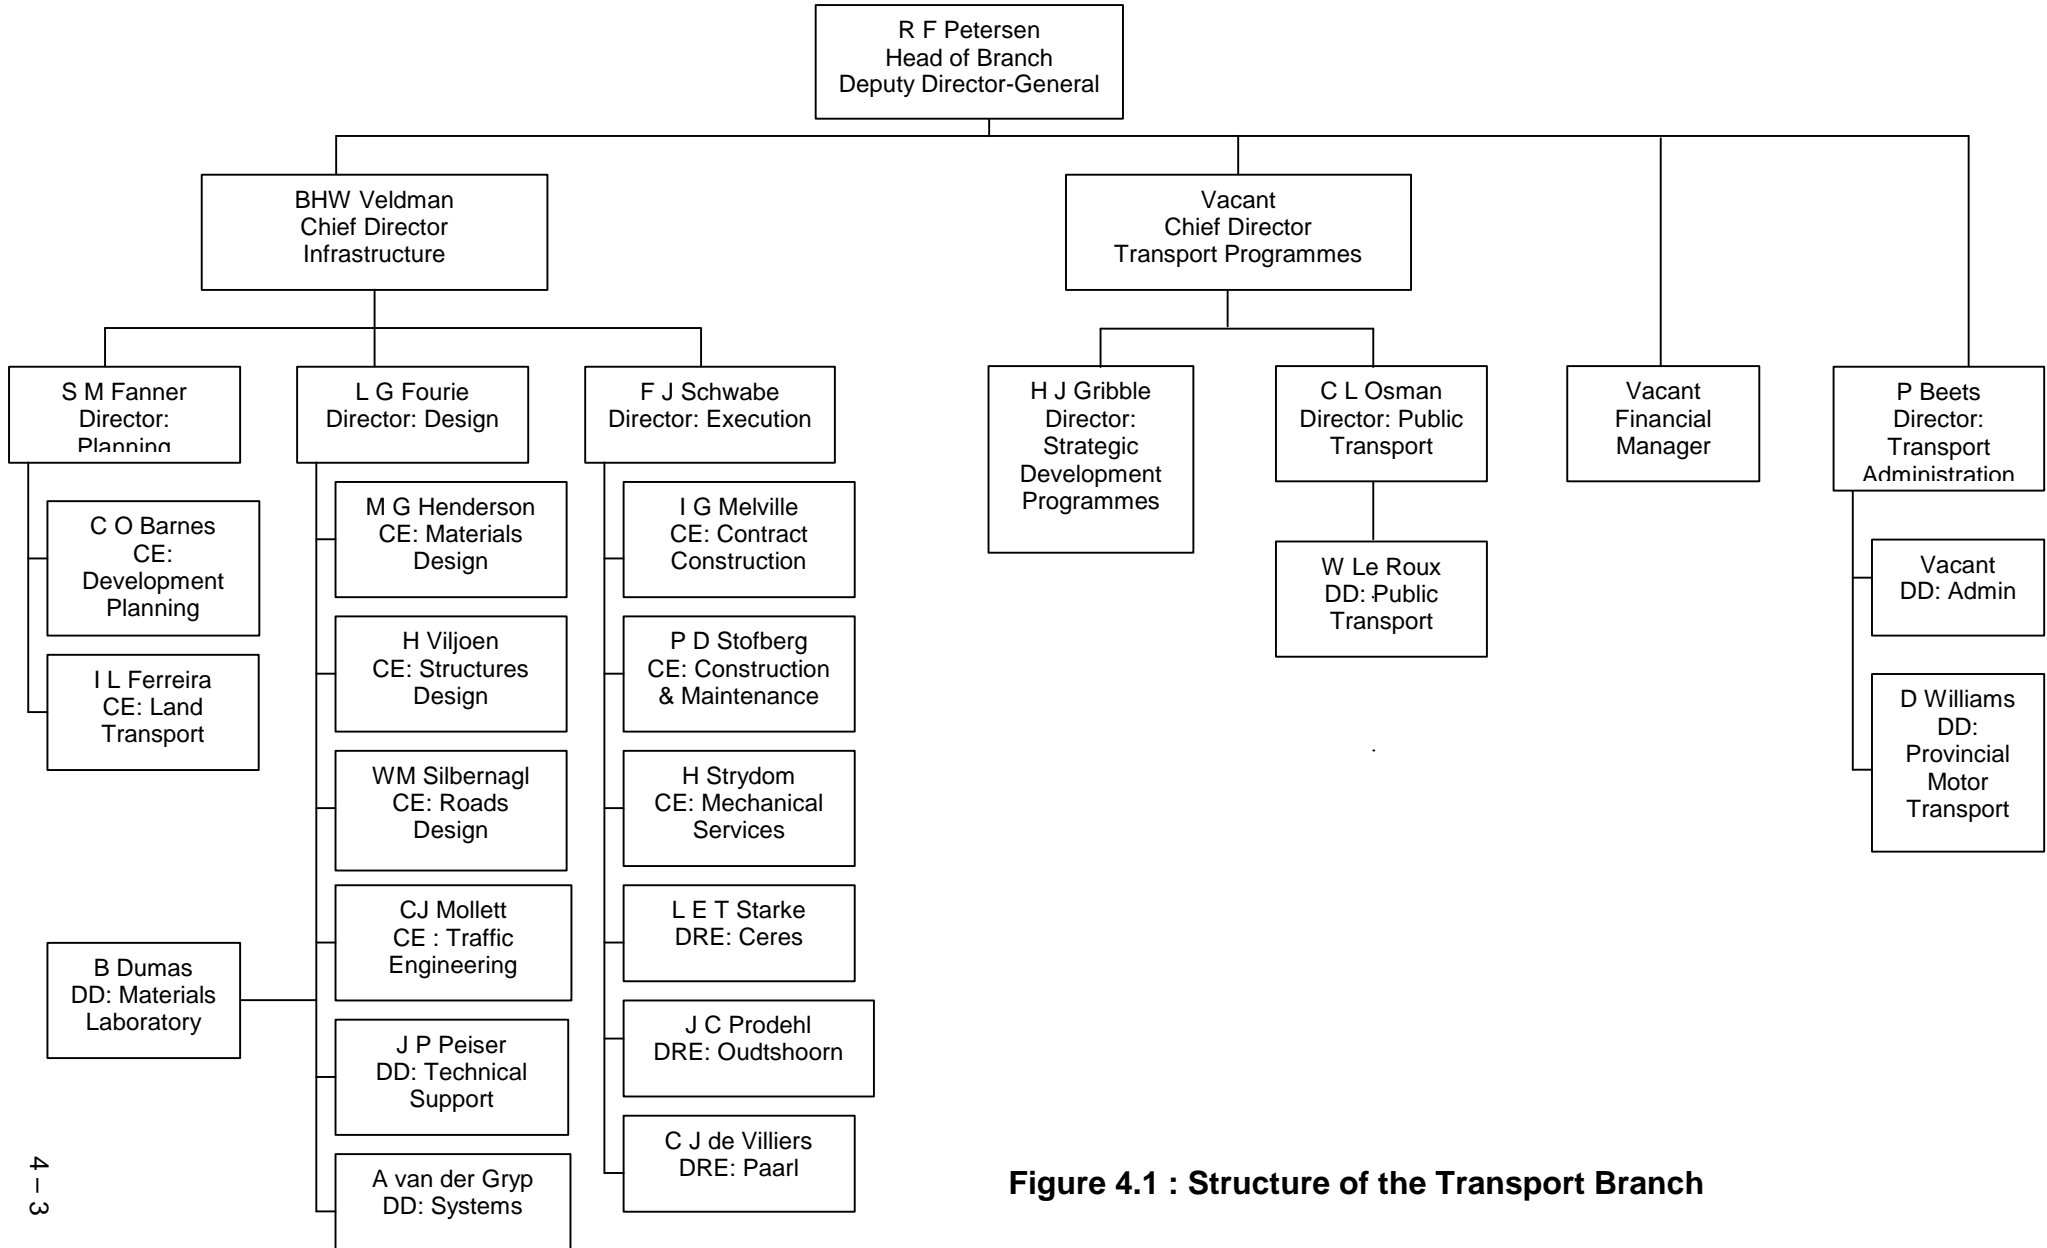 R F Petersen
Head of Branch
Deputy Director-General
BHW Veldman
Chief Director
Infrastructure
Vacant
Chief Director
Transport Programmes
S M Fanner
Director:
Planning
L G Fourie
Director: Design
F J Schwabe
Director: Execution
H J Gribble
Director:
Strategic
Development
Programmes
C L Osman
Director: Public
Transport
Vacant
Financial
Manager
P Beets
Director:
Transport
Administration
C O Barnes
CE:
Development
Planning
I L Ferreira
CE: Land
Transport
M G Henderson
CE: Materials
Design
H Viljoen
CE: Structures
Design
WM Silbernagl
CE: Roads
Design
CJ Mollett
CE : Traffic
Engineering
B Dumas
DD: Materials
Laboratory
J P Peiser
DD: Technical
Support
A van der Gryp
DD: Systems
I G Melville
CE: Contract
Construction
P D Stofberg
CE: Construction
& Maintenance
H Strydom
CE: Mechanical
Services
L E T Starke
DRE: Ceres
J C Prodehl
DRE: Oudtshoorn
C J de Villiers
DRE: Paarl
W Le Roux
DD: Public
Transport
Vacant
DD: Admin
D Williams
DD:
Provincial
Motor
Transport
Figure 4.1 : Structure of the Transport Branch
4 – 3